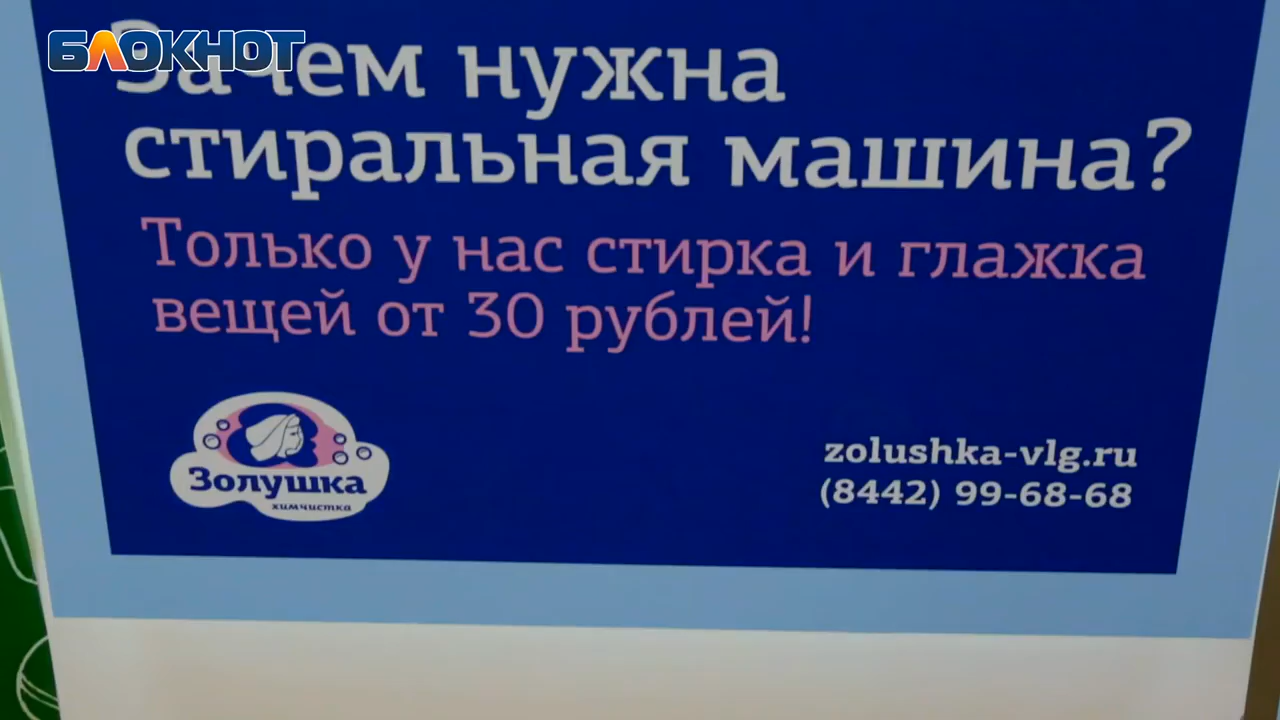 БЛОКНОТ
Зачем нужна
стиральная машина?
Только у нас стирка и глажка
вещей от 30 рублей!
Золушка
химчистка
zolushka-vlg.ru
(8442) 99-68-68